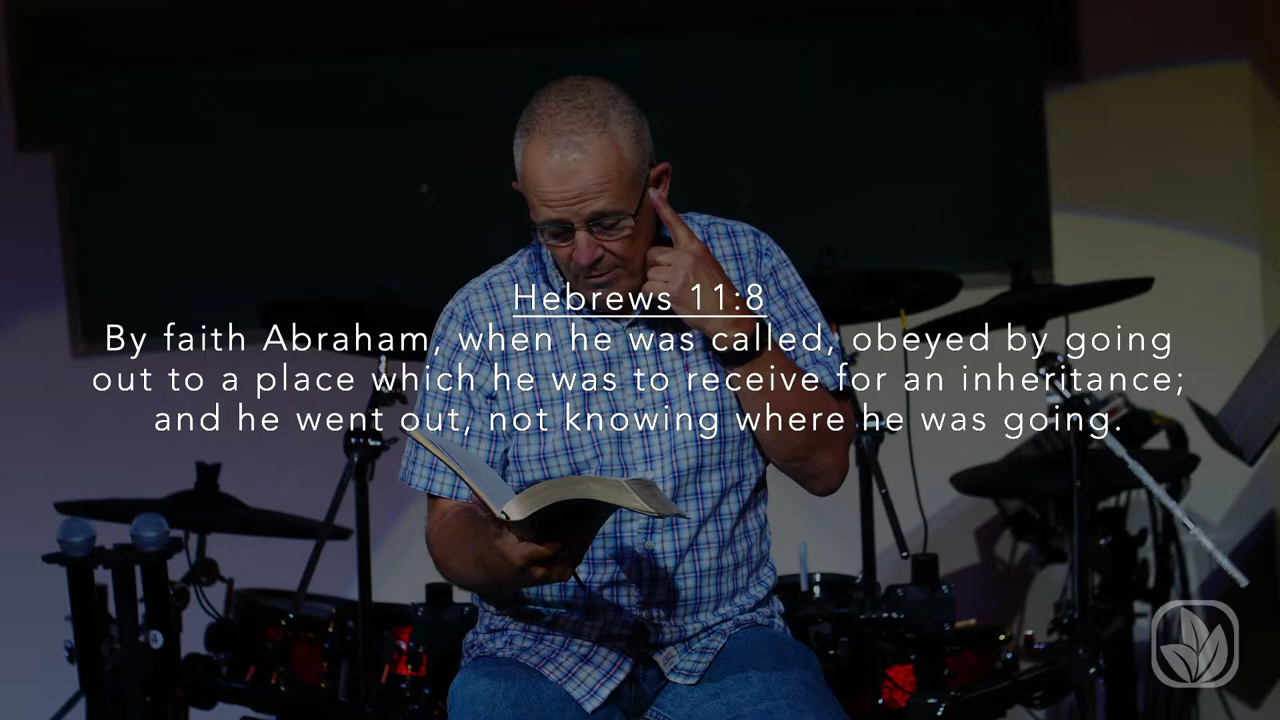 Hebrews 11:8
By faith Abraham, when he was called, obeyed by going
out to a place which he was to receive for an inheritance;
and he went out, not knowing where he was going.